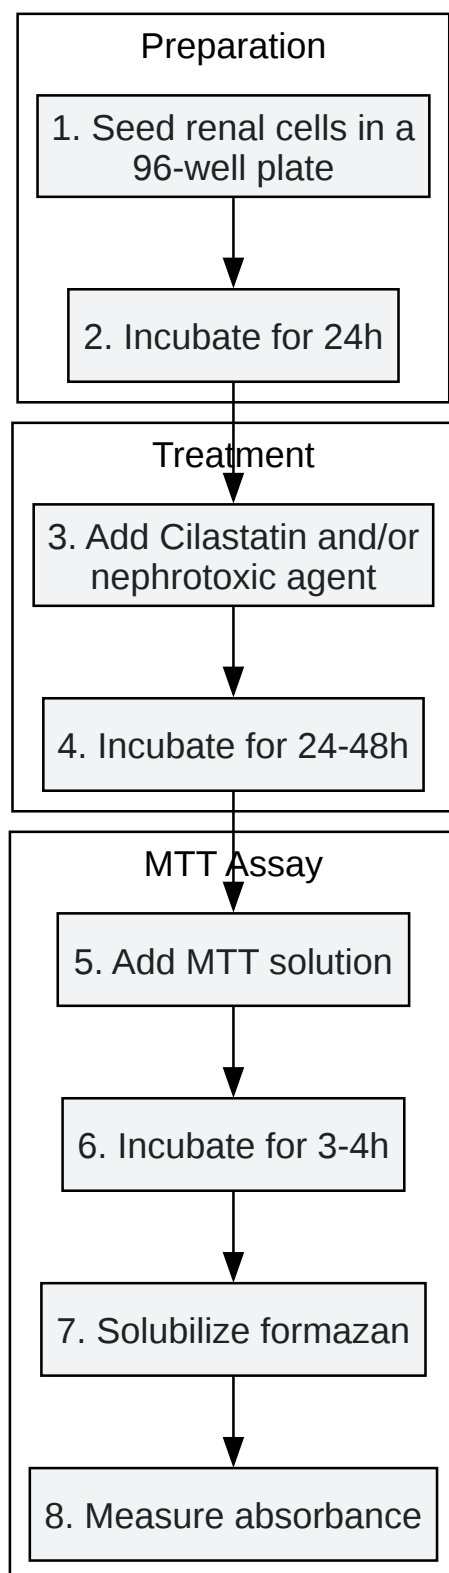 Preparation
1. Seed renal cells in a
96-well plate
2. Incubate for 24h
Treatment
3. Add Cilastatin and/or
nephrotoxic agent
4. Incubate for 24-48h
MTT Assay
5. Add MTT solution
6. Incubate for 3-4h
7. Solubilize formazan
8. Measure absorbance